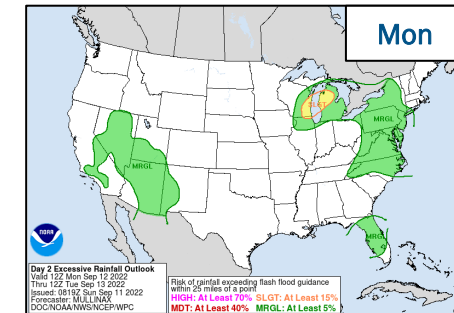 Mon
SLGT
MRGL
MRGL
MRGL
NOAA
Day 2 Excessive Rainfall Outlook
Valid 12Z Mon Sep 12 2022
Thru 12Z Tue Sep 13 2022
Issued: 0819Z Sun Sep 11 2022
Forecaster: MULLINAX
DOC/NOAA/NWS/NCEP/WPC
Risk of rainfall exceeding flash flood guidance
within 25 miles of a point
HIGH: At Least 70% SLGT: At Least 15%
MDT: At Least 40% MRGL: At Least 5%